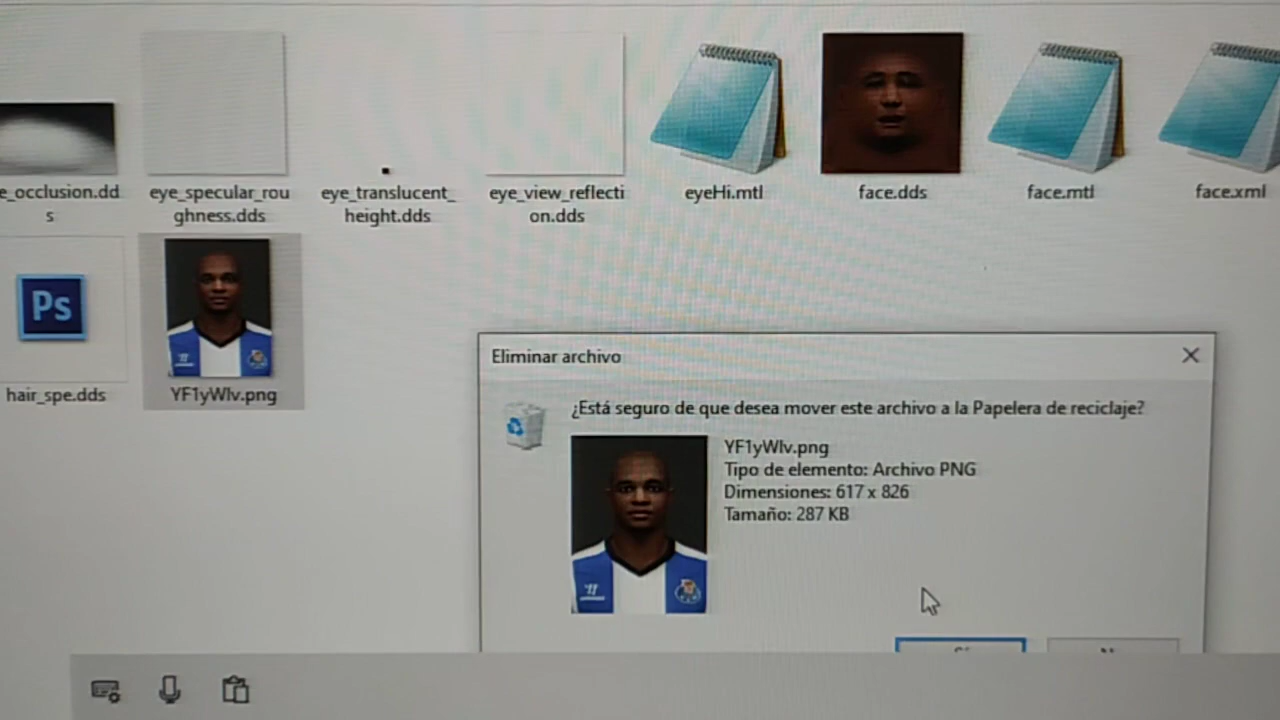 e_occlusion.dd
s
eye_specular_rou
ghness.dds
eye_translucent_
height.dds
eye_view_reflecti
on.dds
eyeHi.mtl
face.dds
face.mtl
face.xml
Ps
hair_spe.dds
YF1yWlv.png
Eliminar archivo
¿Está seguro de que desea mover este archivo a la Papelera de reciclaje?
YF1yWlv.png
Tipo de elemento: Archivo PNG
Dimensiones: 617 x 826
Tamaño: 287 KB